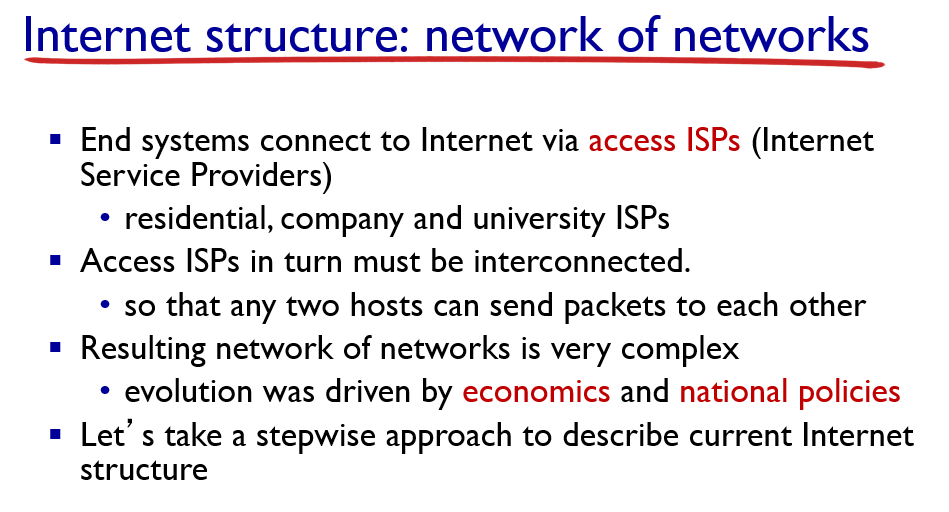 Internet structure: network of networks
▪ End systems connect to Internet via access ISPs (Internet
Service Providers)
• residential, company and university ISPs
▪ Access ISPs in turn must be interconnected.
• so that any two hosts can send packets to each other
▪ Resulting network of networks is very complex
• evolution was driven by economics and national policies
▪ Let’s take a stepwise approach to describe current Internet
structure